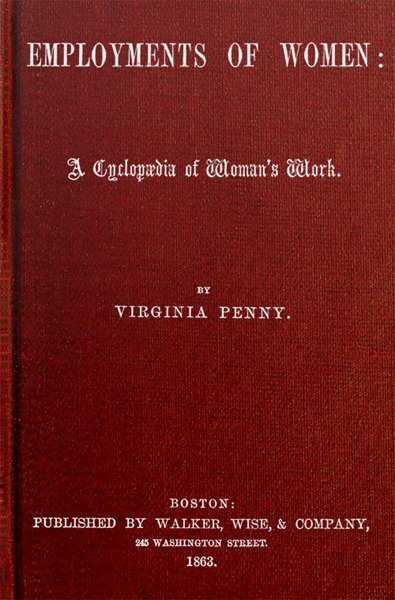 EMPLOYMENTS OF WOMEN:
A Cyclopædia of Woman's Work.
BY
VIRGINIA PENNY.
BOSTON:
PUBLISHED BY WALKER, WISE, & COMPANY,
245 WASHINGTON STREET.
1863.